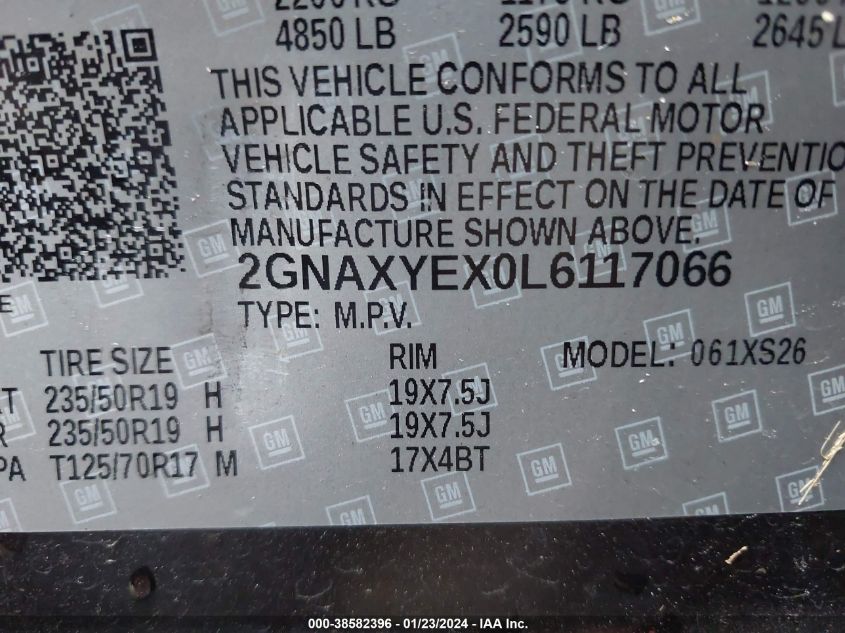 4850 LB 2590 LB 2645 L
THIS VEHICLE CONFORMS TO ALL
APPLICABLE U.S. FEDERAL MOTOR
VEHICLE SAFETY AND THEFT PREVENTIO
STANDARDS IN EFFECT ON THE DATE OF
MANUFACTURE SHOWN ABOVE.
2GNAXYEX0L6117066
E TYPE: M.P.V.
TIRE SIZE RIM MODEL: 061XS26
T 235/50R19 H 19X7.5J
R 235/50R19 H 19X7.5J
PA T125/70R17 M 17X4BT
GM
000-38582396 - 01/23/2024 - IAA Inc.